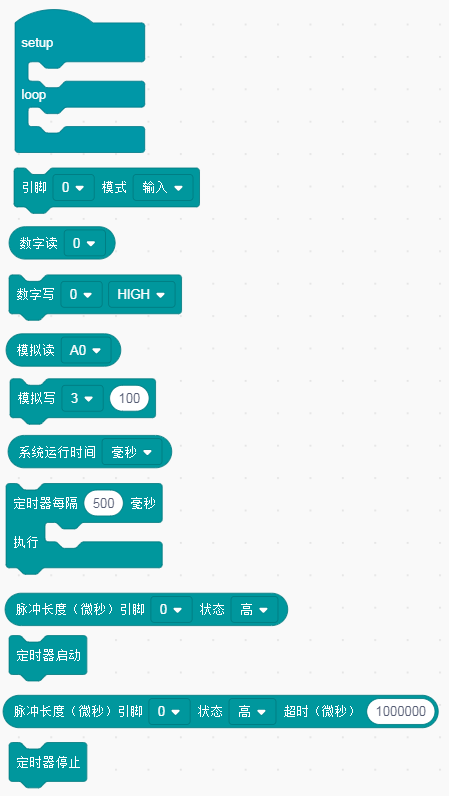 setup
loop
引脚 0 模式 输入
数字读 0
数字写 0 HIGH
模拟读 A0
模拟写 3 100
系统运行时间 毫秒
定时器每隔 500 毫秒
执行
脉冲长度（微秒）引脚 0 状态 高
定时器启动
脉冲长度（微秒）引脚 0 状态 高 超时（微秒） 1000000
定时器停止